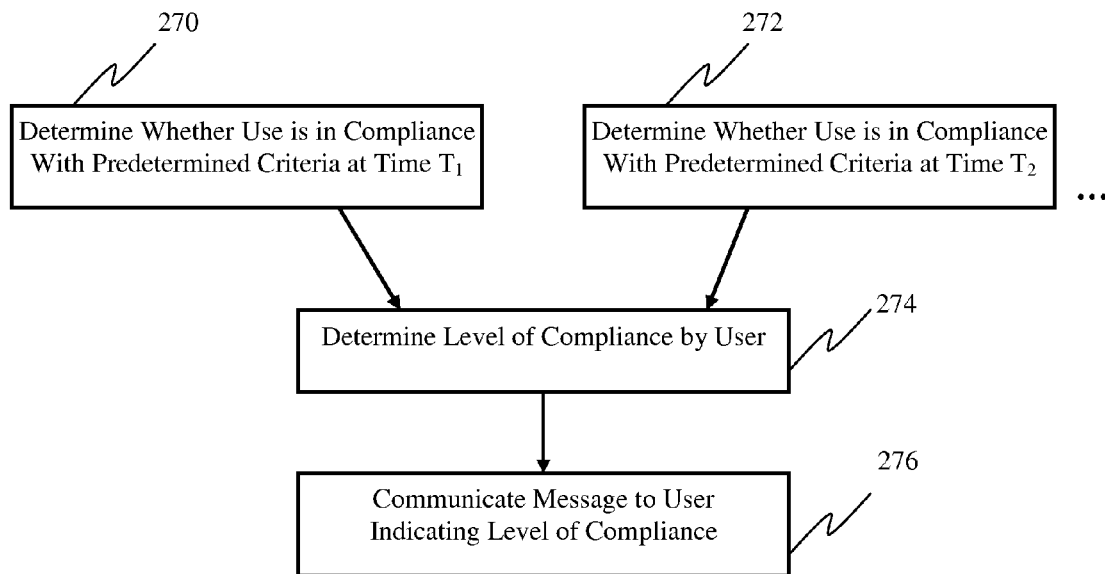 270
272
Determine Whether Use is in Compliance
With Predetermined Criteria at Time T₁
Determine Whether Use is in Compliance
With Predetermined Criteria at Time T₂
...
274
Determine Level of Compliance by User
276
Communicate Message to User
Indicating Level of Compliance